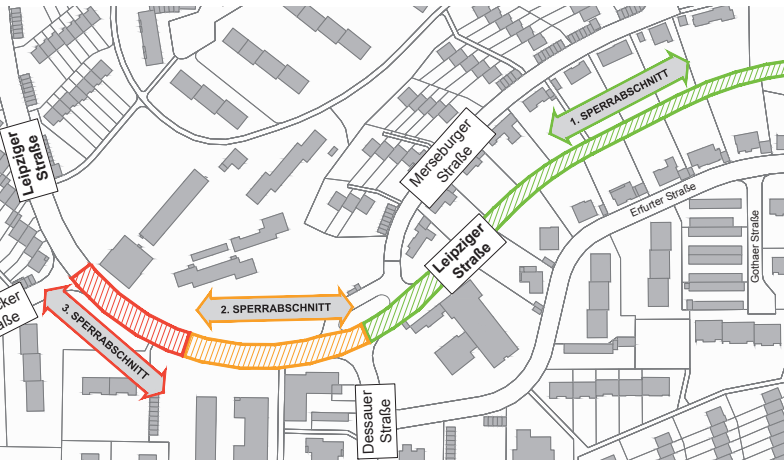 1. SPERRABSCHNITT
Leipziger
Straße
Merseburger
Straße
Erfurter Straße
Gothaer Straße
Leipziger
Straße
2. SPERRABSCHNITT
3. SPERRABSCHNITT
Dessauer
Straße